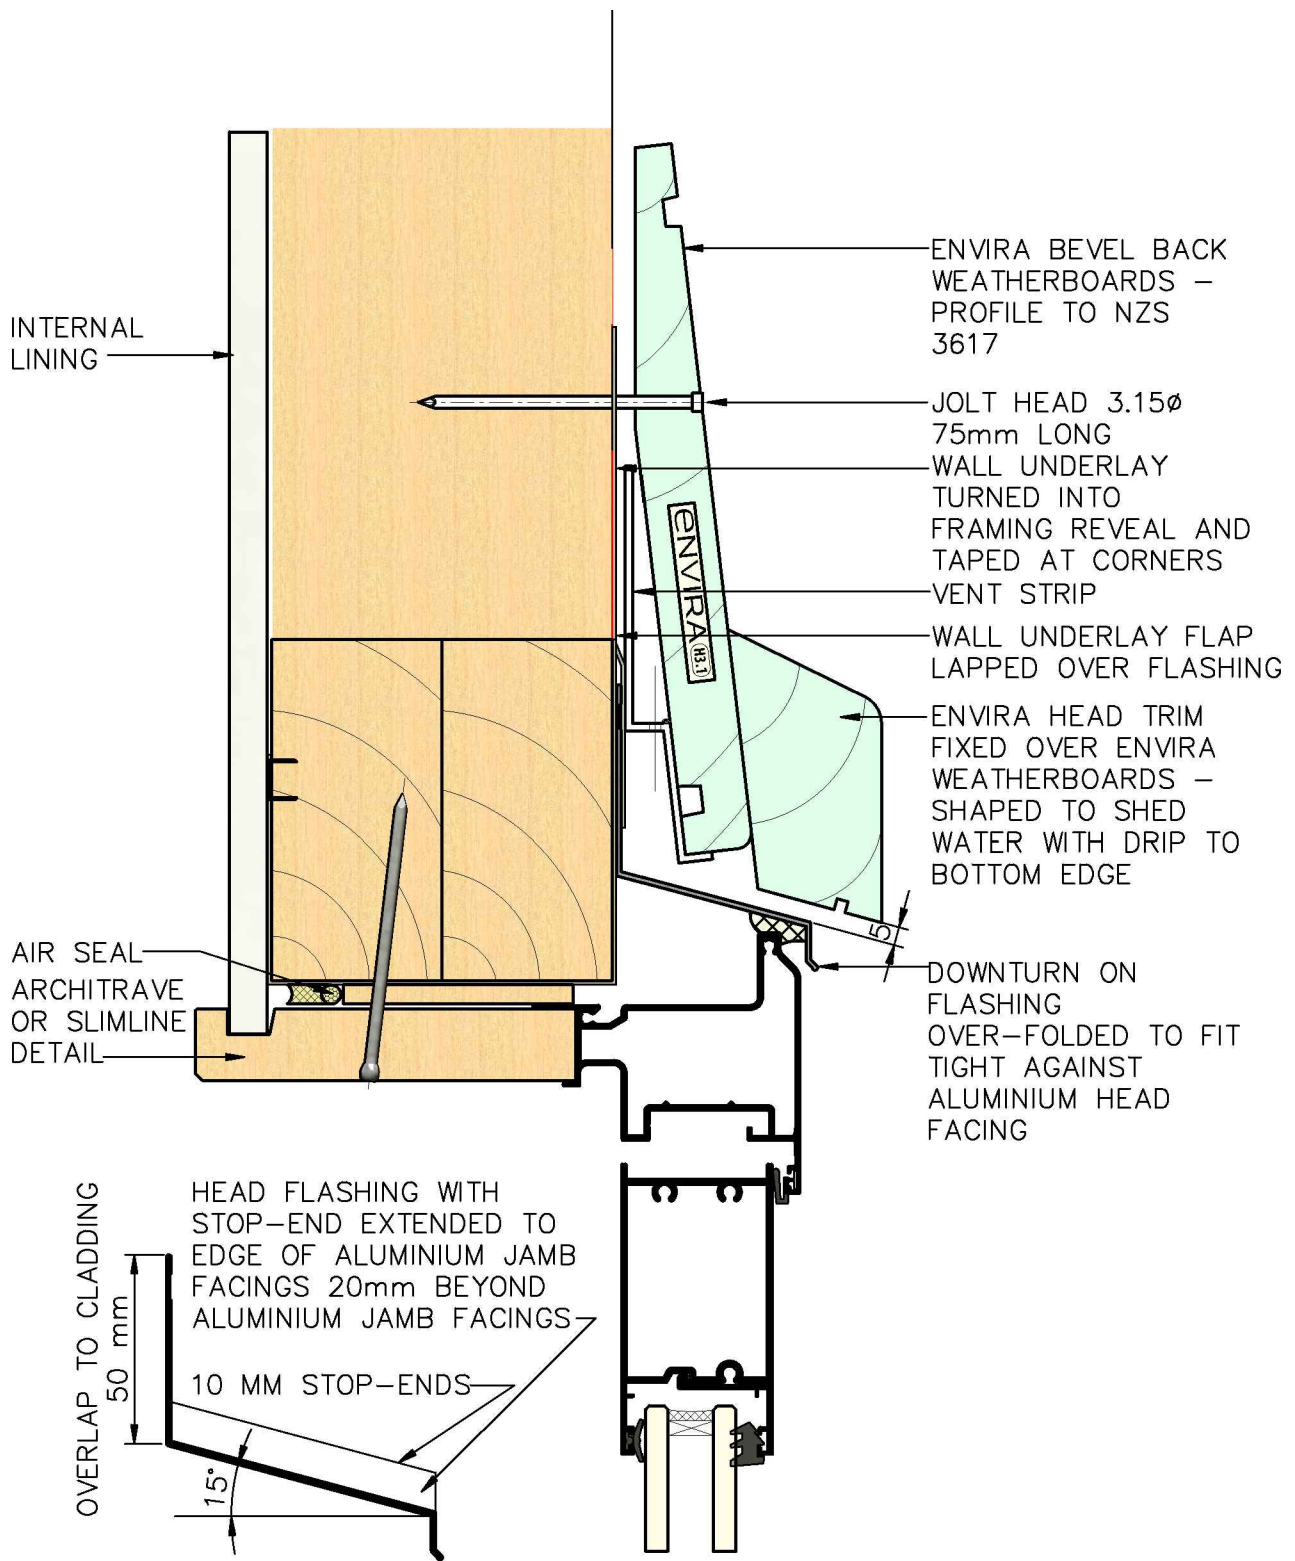 ENVIRA BEVEL BACK
WEATHERBOARDS –
PROFILE TO NZS
3617
INTERNAL
LINING
JOLT HEAD 3.15ø
75mm LONG
WALL UNDERLAY
TURNED INTO
FRAMING REVEAL AND
TAPED AT CORNERS
VENT STRIP
WALL UNDERLAY FLAP
LAPPED OVER FLASHING
ENVIRA H3.1
ENVIRA HEAD TRIM
FIXED OVER ENVIRA
WEATHERBOARDS –
SHAPED TO SHED
WATER WITH DRIP TO
BOTTOM EDGE
5
AIR SEAL
ARCHITRAVE
OR SLIMLINE
DETAIL
DOWNTURN ON
FLASHING
OVER–FOLDED TO FIT
TIGHT AGAINST
ALUMINIUM HEAD
FACING
HEAD FLASHING WITH
STOP–END EXTENDED TO
EDGE OF ALUMINIUM JAMB
FACINGS 20mm BEYOND
ALUMINIUM JAMB FACINGS
10 MM STOP–ENDS
OVERLAP TO CLADDING
50 mm
15°